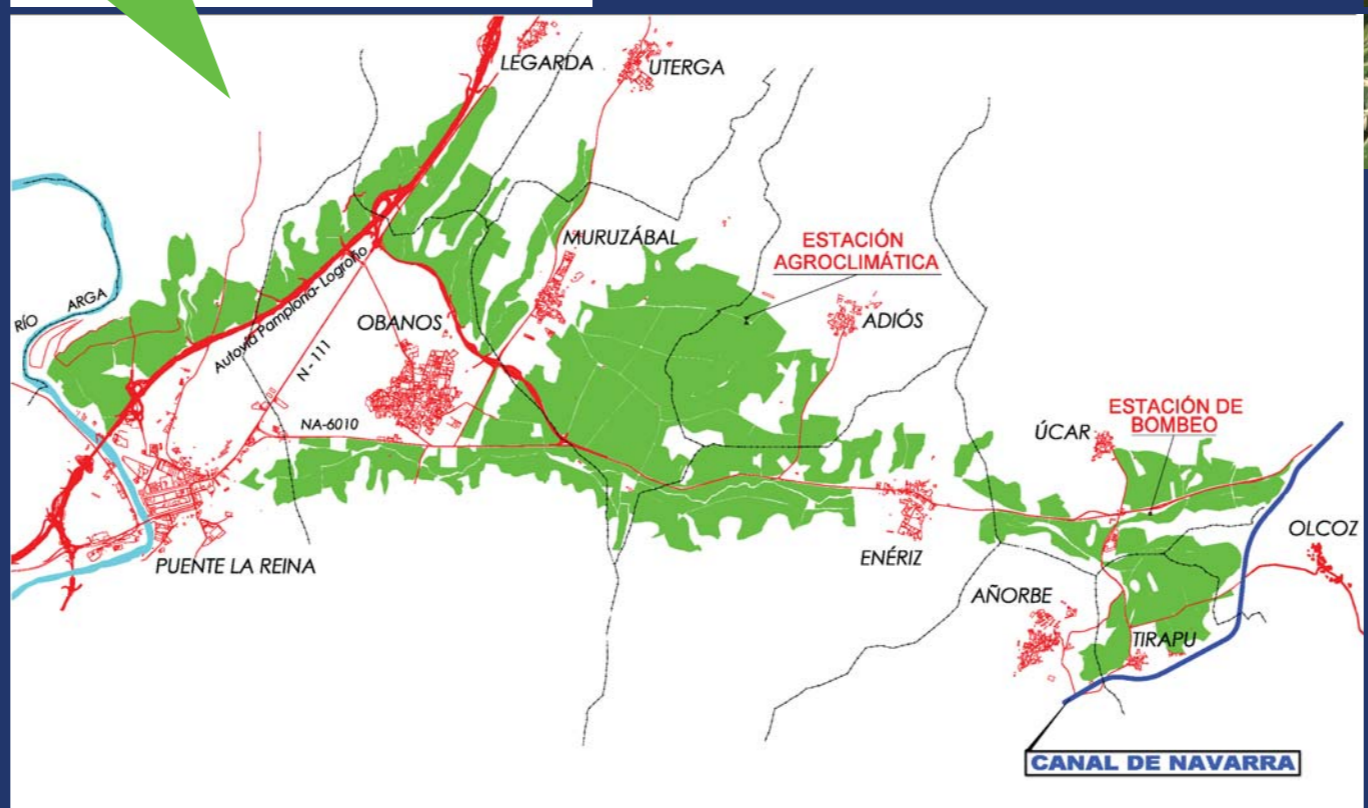 LEGARDA
UTERGA
MURUZÁBAL
ESTACIÓN
AGROCLIMÁTICA
RÍO ARGA
Autovía Pamplona- Logroño
OBANOS
N - 111
ADIÓS
NA-6010
ÚCAR
ESTACIÓN DE
BOMBEO
OLCOZ
PUENTE LA REINA
ENÉRIZ
AÑORBE
TIRAPU
CANAL DE NAVARRA